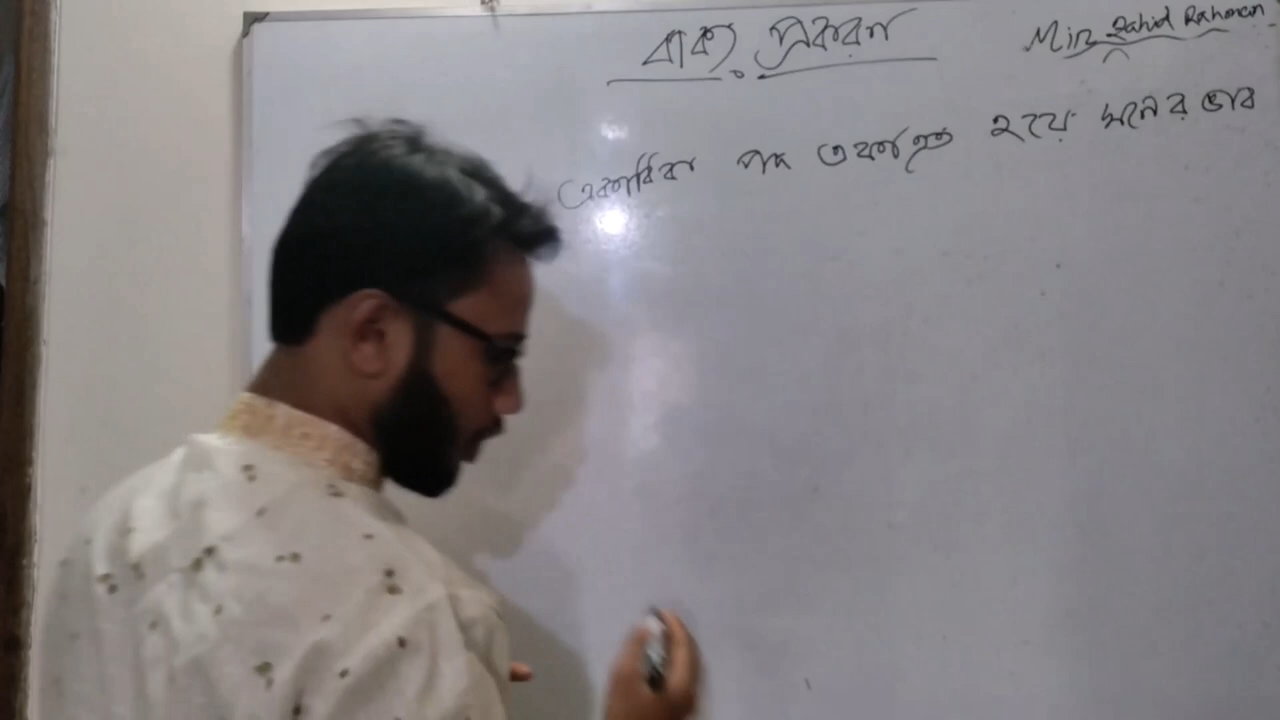 বাক্য প্রকরণ
Mir Zahid Rahman
একাধিক পদ একত্রিত হয়ে মনের ভাব